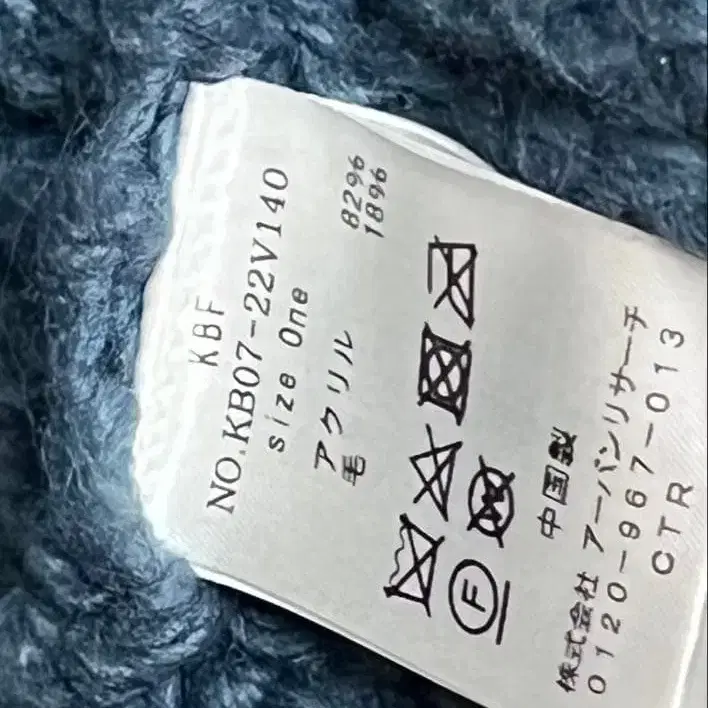 KBF
NO.KB07-22V140
size One
アクリル 82%
毛 18%
F W
中国製
株式会社 アーバンリサーチ
0120-967-013
CTR